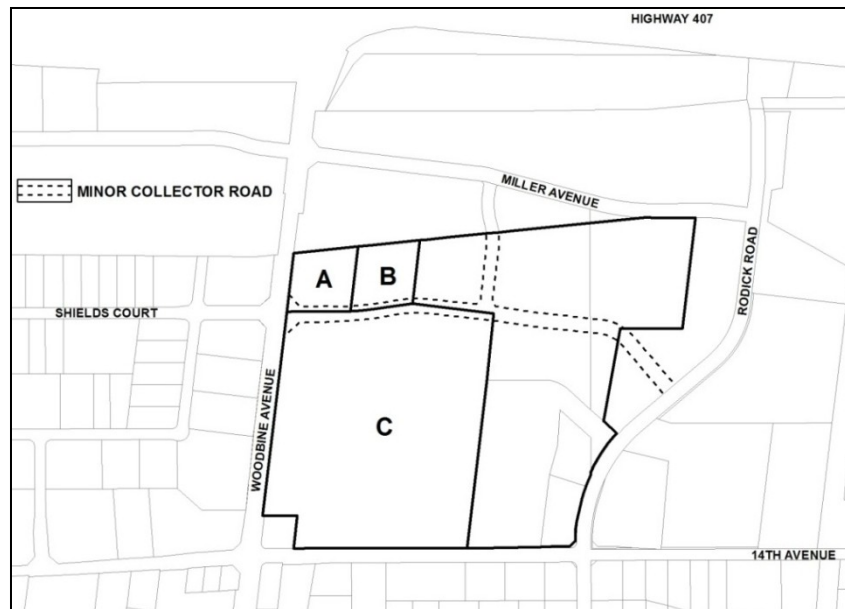 HIGHWAY 407
MILLER AVENUE
MINOR COLLECTOR ROAD
RODICK ROAD
A
B
SHIELDS COURT
WOODBINE AVENUE
C
14TH AVENUE